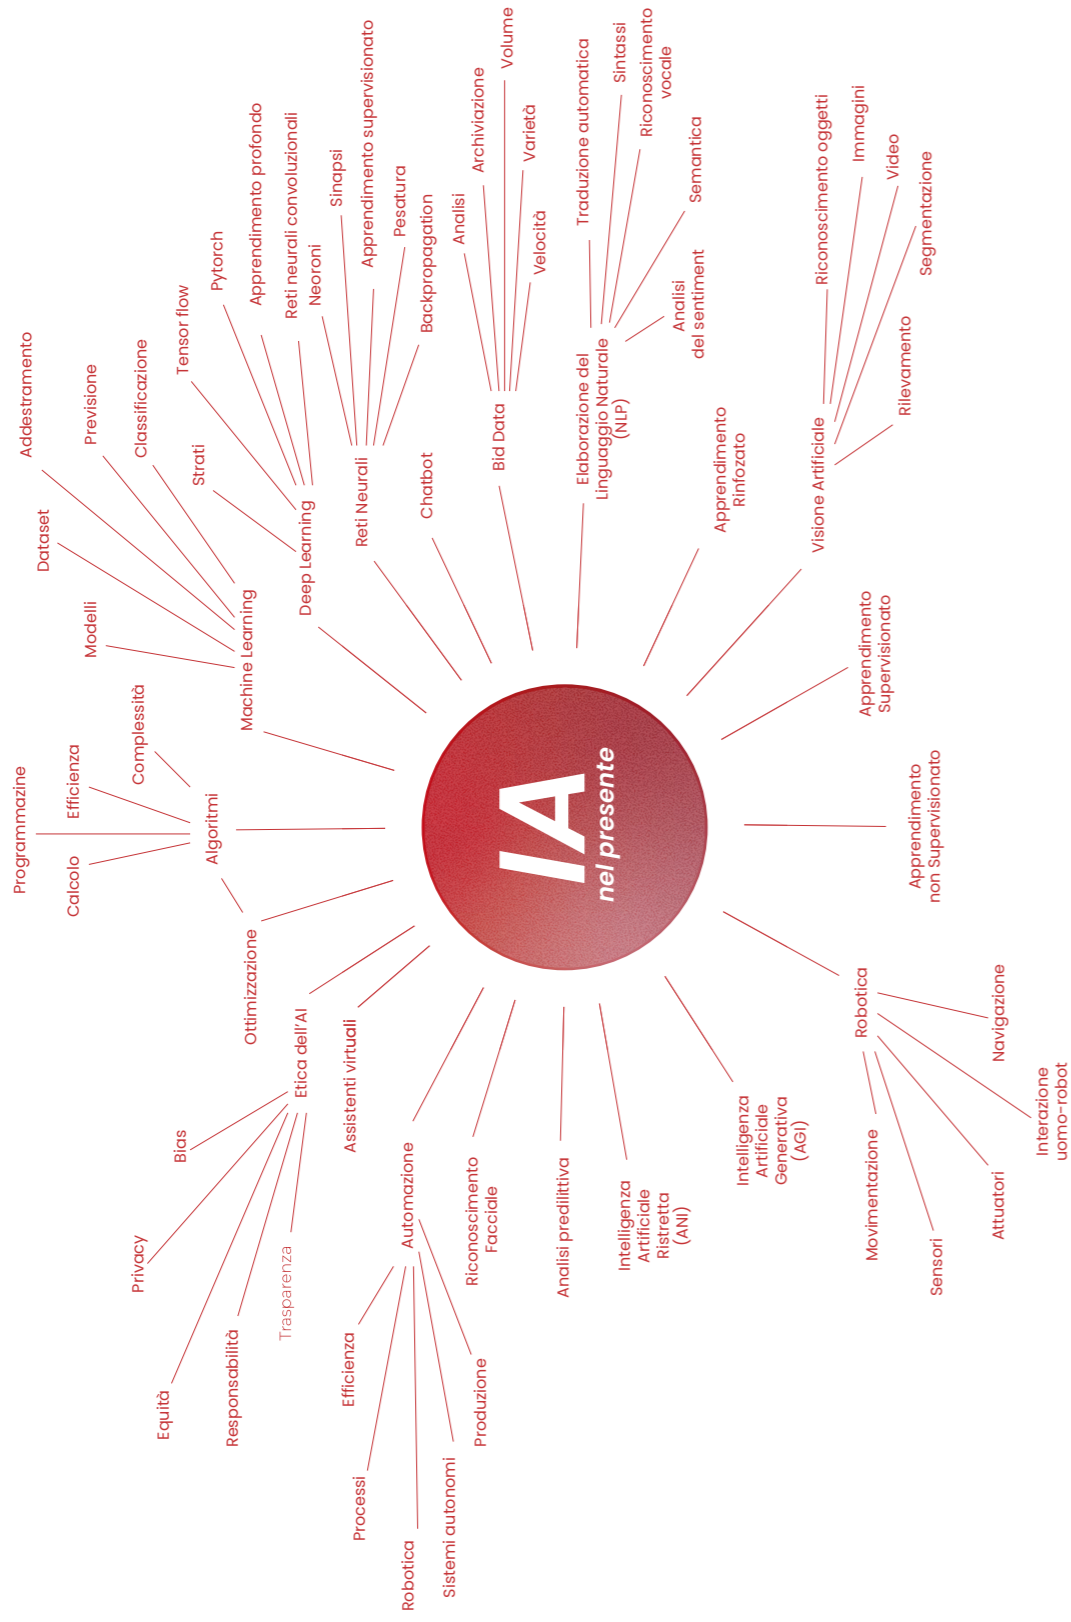 IA
nel presente
Algoritmi
Programmazine
Calcolo
Efficienza
Complessità
Ottimizzazione
Machine Learning
Modelli
Dataset
Addestramento
Previsione
Classificazione
Deep Learning
Strati
Tensor flow
Pytorch
Apprendimento profondo
Reti neurali convoluzionali
Reti Neurali
Neoroni
Sinapsi
Apprendimento supervisionato
Pesatura
Backpropagation
Chatbot
Bid Data
Analisi
Archiviazione
Volume
Varietà
Velocità
Elaborazione del
Linguaggio Naturale
(NLP)
Traduzione automatica
Sintassi
Riconoscimento
vocale
Semantica
Analisi
del sentiment
Apprendimento
Rinfozato
Visione Artificiale
Riconoscimento oggetti
Immagini
Video
Segmentazione
Rilevamento
Apprendimento
Supervisionato
Apprendimento
non Supervisionato
Robotica
Navigazione
Interazione
uomo-robot
Attuatori
Sensori
Movimentazione
Intelligenza
Artificiale
Generativa
(AGI)
Intelligenza
Artificiale
Ristretta
(ANI)
Analisi predilittiva
Riconoscimento
Facciale
Automazione
Efficienza
Processi
Robotica
Sistemi autonomi
Produzione
Assistenti virtuali
Etica dell'AI
Bias
Privacy
Equità
Responsabilità
Trasparenza